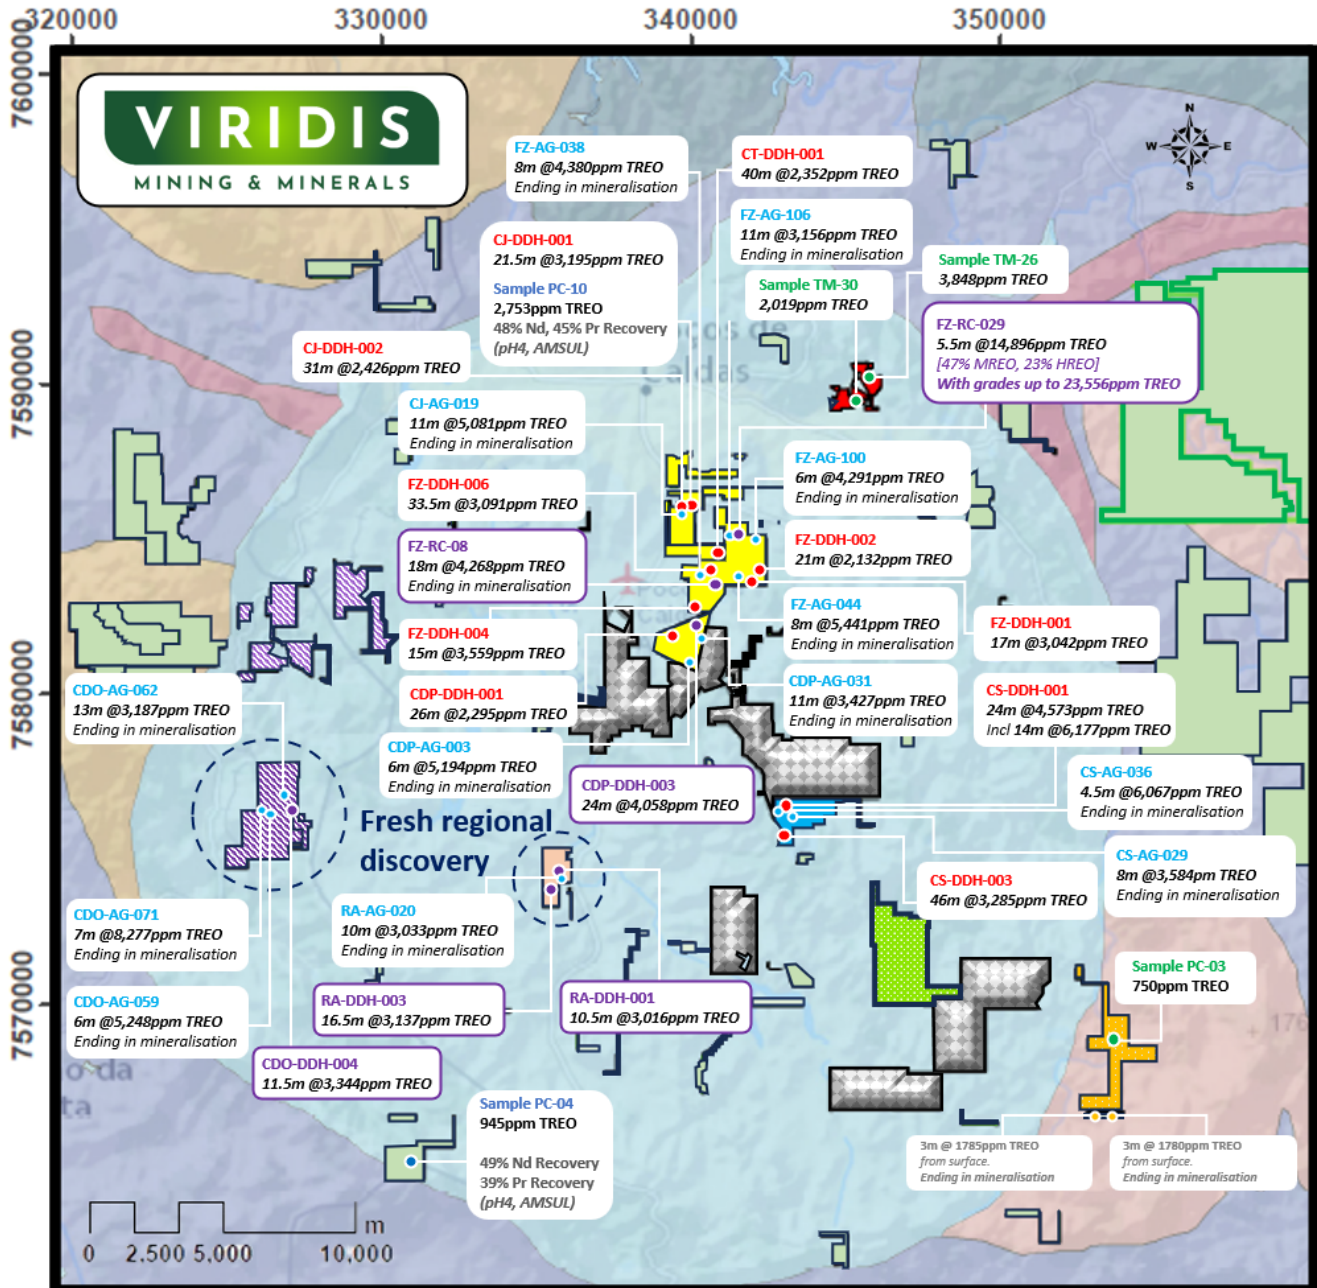 320000
330000
340000
350000
7600000
7590000
7580000
7570000
VIRIDIS
MINING & MINERALS
N
W
E
S
FZ-AG-038
8m @4,380ppm TREO
Ending in mineralisation
CT-DDH-001
40m @2,352ppm TREO
FZ-AG-106
11m @3,156ppm TREO
Ending in mineralisation
CJ-DDH-001
21.5m @3,195ppm TREO
Sample PC-10
2,753ppm TREO
48% Nd, 45% Pr Recovery
(pH4, AMSUL)
Sample TM-30
2,019ppm TREO
Sample TM-26
3,848ppm TREO
FZ-RC-029
5.5m @14,896ppm TREO
[47% MREO, 23% HREO]
With grades up to 23,556ppm TREO
CJ-DDH-002
31m @2,426ppm TREO
os de
Caldas
CJ-AG-019
11m @5,081ppm TREO
Ending in mineralisation
FZ-AG-100
6m @4,291ppm TREO
Ending in mineralisation
FZ-DDH-006
33.5m @3,091ppm TREO
FZ-DDH-002
21m @2,132ppm TREO
FZ-RC-08
18m @4,268ppm TREO
Ending in mineralisation
FZ-AG-044
8m @5,441ppm TREO
Ending in mineralisation
FZ-DDH-001
17m @3,042ppm TREO
FZ-DDH-004
15m @3,559ppm TREO
CDP-AG-031
11m @3,427ppm TREO
Ending in mineralisation
CS-DDH-001
24m @4,573ppm TREO
Incl 14m @6,177ppm TREO
CDO-AG-062
13m @3,187ppm TREO
Ending in mineralisation
CDP-DDH-001
26m @2,295ppm TREO
CDP-AG-003
6m @5,194ppm TREO
Ending in mineralisation
CDP-DDH-003
24m @4,058ppm TREO
CS-AG-036
4.5m @6,067ppm TREO
Ending in mineralisation
Fresh regional
discovery
CS-AG-029
8m @3,584ppm TREO
Ending in mineralisation
CS-DDH-003
46m @3,285ppm TREO
CDO-AG-071
7m @8,277ppm TREO
Ending in mineralisation
RA-AG-020
10m @3,033ppm TREO
Ending in mineralisation
Sample PC-03
750ppm TREO
CDO-AG-059
6m @5,248ppm TREO
Ending in mineralisation
RA-DDH-003
16.5m @3,137ppm TREO
RA-DDH-001
10.5m @3,016ppm TREO
176
CDO-DDH-004
11.5m @3,344ppm TREO
o da
ta
Sample PC-04
945ppm TREO
49% Nd Recovery
39% Pr Recovery
(pH4, AMSUL)
3m @ 1785ppm TREO
from surface.
Ending in mineralisation
3m @ 1780ppm TREO
from surface.
Ending in mineralisation
m
0
2.500
5,000
10,000